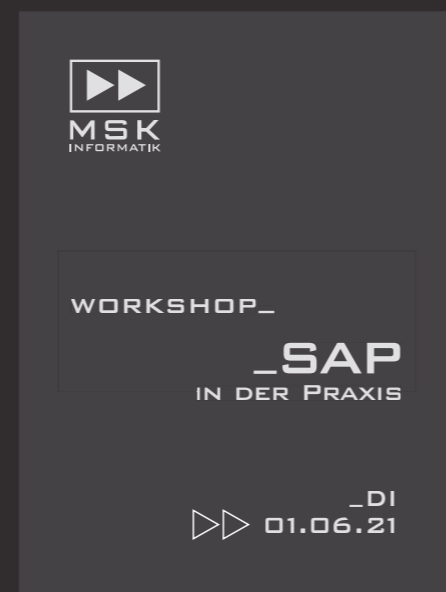 MSK
INFORMATIK
WORKSHOP_
_SAP
IN DER PRAXIS
_DI
01.06.21